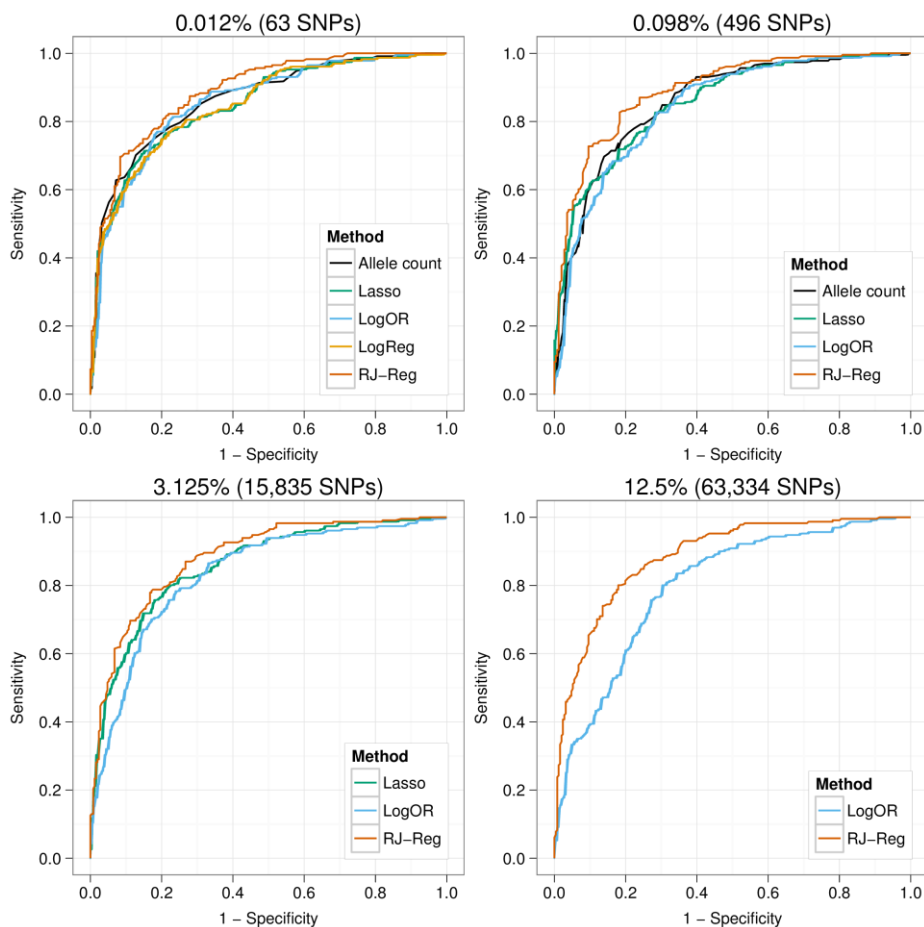 0.012% (63 SNPs)
1.0
0.8
0.6
0.4
0.2
0.0
Sensitivity
Method
Allele count
Lasso
LogOR
LogReg
RJ−Reg
0.0 0.2 0.4 0.6 0.8 1.0
1 − Specificity
0.098% (496 SNPs)
1.0
0.8
0.6
0.4
0.2
0.0
Sensitivity
Method
Allele count
Lasso
LogOR
RJ−Reg
0.0 0.2 0.4 0.6 0.8 1.0
1 − Specificity
3.125% (15,835 SNPs)
1.0
0.8
0.6
0.4
0.2
0.0
Sensitivity
Method
Lasso
LogOR
RJ−Reg
0.0 0.2 0.4 0.6 0.8 1.0
1 − Specificity
12.5% (63,334 SNPs)
1.0
0.8
0.6
0.4
0.2
0.0
Sensitivity
Method
LogOR
RJ−Reg
0.0 0.2 0.4 0.6 0.8 1.0
1 − Specificity